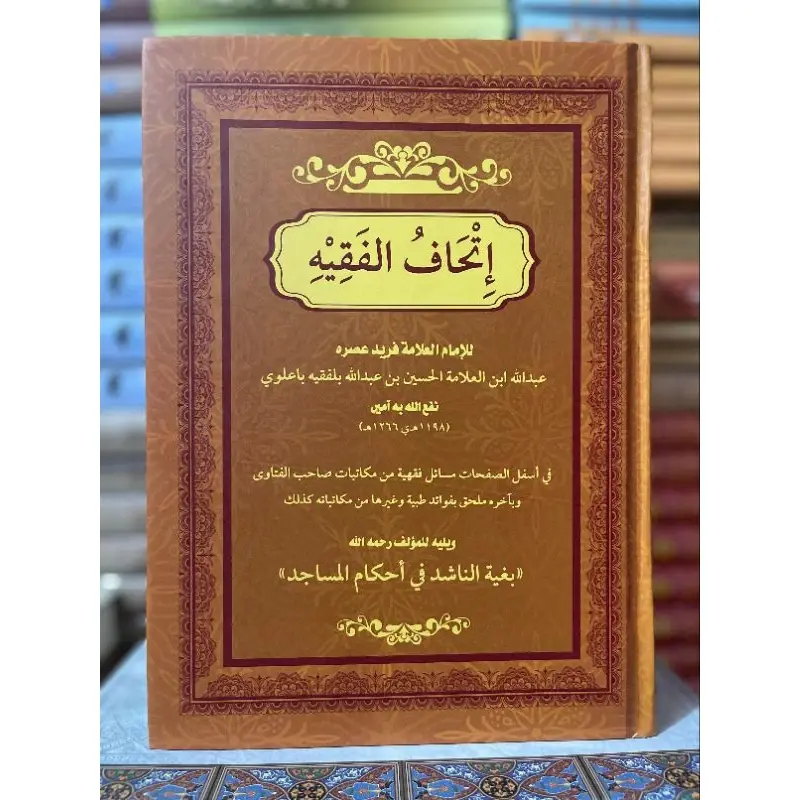 إِتْحَافُ الفَقِيْهِ
للإمام العلامة فريد عصره
عبدالله ابن العلامة الحسين بن عبدالله بلفقيه باعلوي
نفع الله به آمين
(١١٩٨هـي ١٢٦٦هـ)
في أسفل الصفحات مسائل فقهية من مكاتبات صاحب الفتاوى
وبآخره ملحق بفوائد طبية وغيرها من مكاتباته كذلك
ويليه للمؤلف رحمه الله
«بغية الناشد في أحكام المساجد»